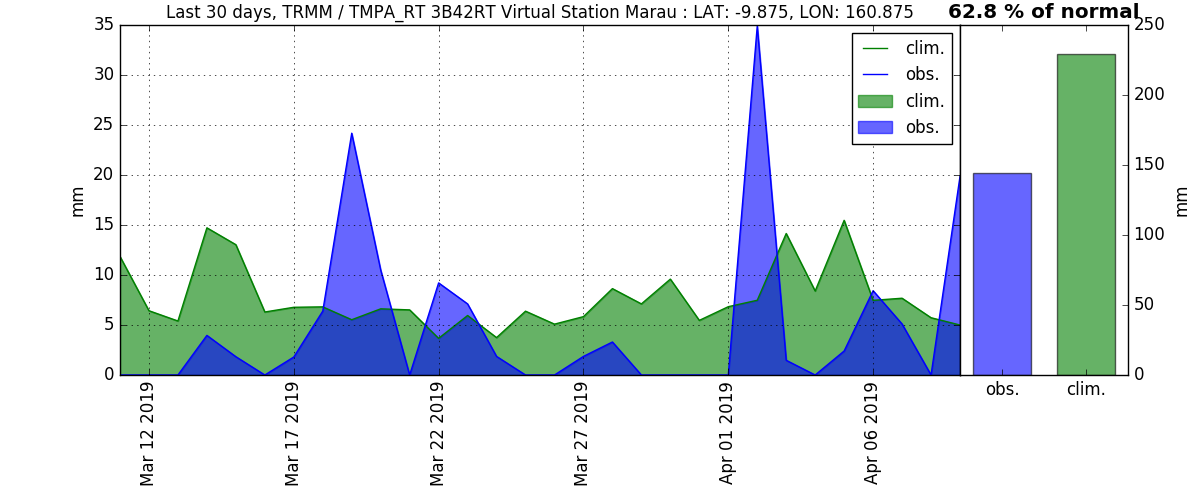 Last 30 days, TRMM / TMPA_RT 3B42RT Virtual Station Marau : LAT: -9.875, LON: 160.875
62.8 % of normal
35
30
25
20
15
10
5
0
mm
clim.
obs.
clim.
obs.
250
200
150
100
50
0
mm
Mar 12 2019
Mar 17 2019
Mar 22 2019
Mar 27 2019
Apr 01 2019
Apr 06 2019
obs.
clim.